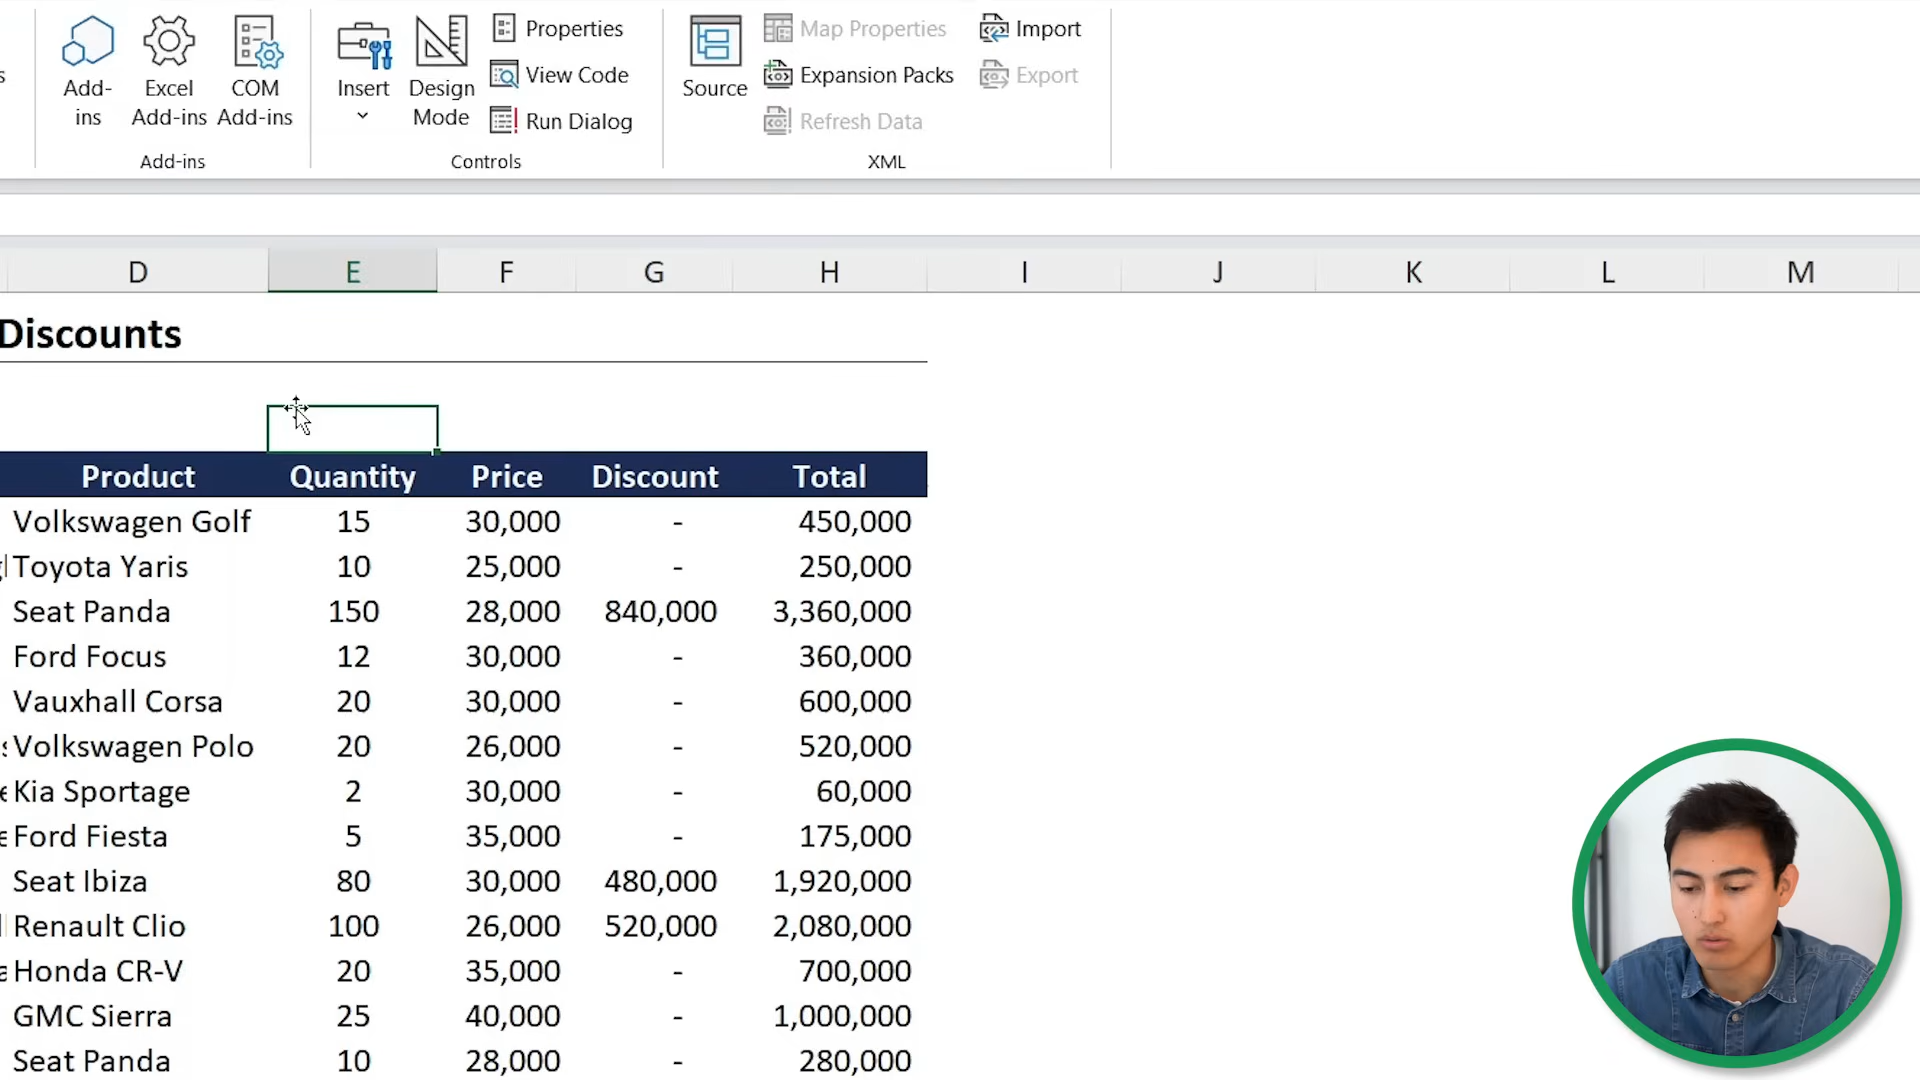 Add-ins
Excel Add-ins
COM Add-ins
Add-ins
Insert
Design Mode
Properties
View Code
Run Dialog
Controls
Source
Map Properties
Expansion Packs
Refresh Data
Import
Export
XML
D E F G H I J K L M
Discounts
Product Quantity Price Discount Total
Volkswagen Golf 15 30,000 - 450,000
Toyota Yaris 10 25,000 - 250,000
Seat Panda 150 28,000 840,000 3,360,000
Ford Focus 12 30,000 - 360,000
Vauxhall Corsa 20 30,000 - 600,000
Volkswagen Polo 20 26,000 - 520,000
Kia Sportage 2 30,000 - 60,000
Ford Fiesta 5 35,000 - 175,000
Seat Ibiza 80 30,000 480,000 1,920,000
Renault Clio 100 26,000 520,000 2,080,000
Honda CR-V 20 35,000 - 700,000
GMC Sierra 25 40,000 - 1,000,000
Seat Panda 10 28,000 - 280,000